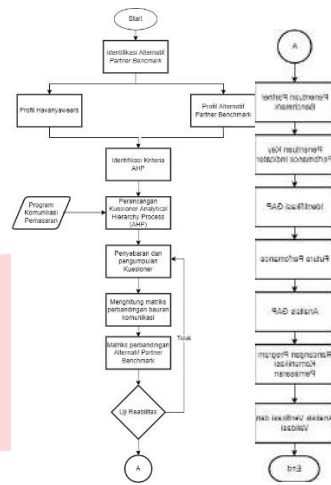 Start
Identifikasi Alternatif
Partner Benchmark
Profil Havanyawears
Profil Alternatif
Partner Benchmark
Identifikasi Kriteria
AHP
Program
Komunikasi
Pemasaran
Perancangan
Kuesioner Analytical
Hierarchy Process
(AHP)
Penyebaran dan
pengumpulan
Kuesioner
Menghitung matriks
perbandingan bauran
komunikasi
Tidak
Matriks perbandingan
Alternatif Partner
Benchmark
Uji Reabilitas
A
A
Penentuan Partner
Benchmark
Penentuan Key
Perfomance Indicator
Identifikasi GAP
Future Perfomance
Analisis GAP
Rancangan Program
Komunikasi
Pemasaran
Analisis Verifikasi dan
Validasi
End